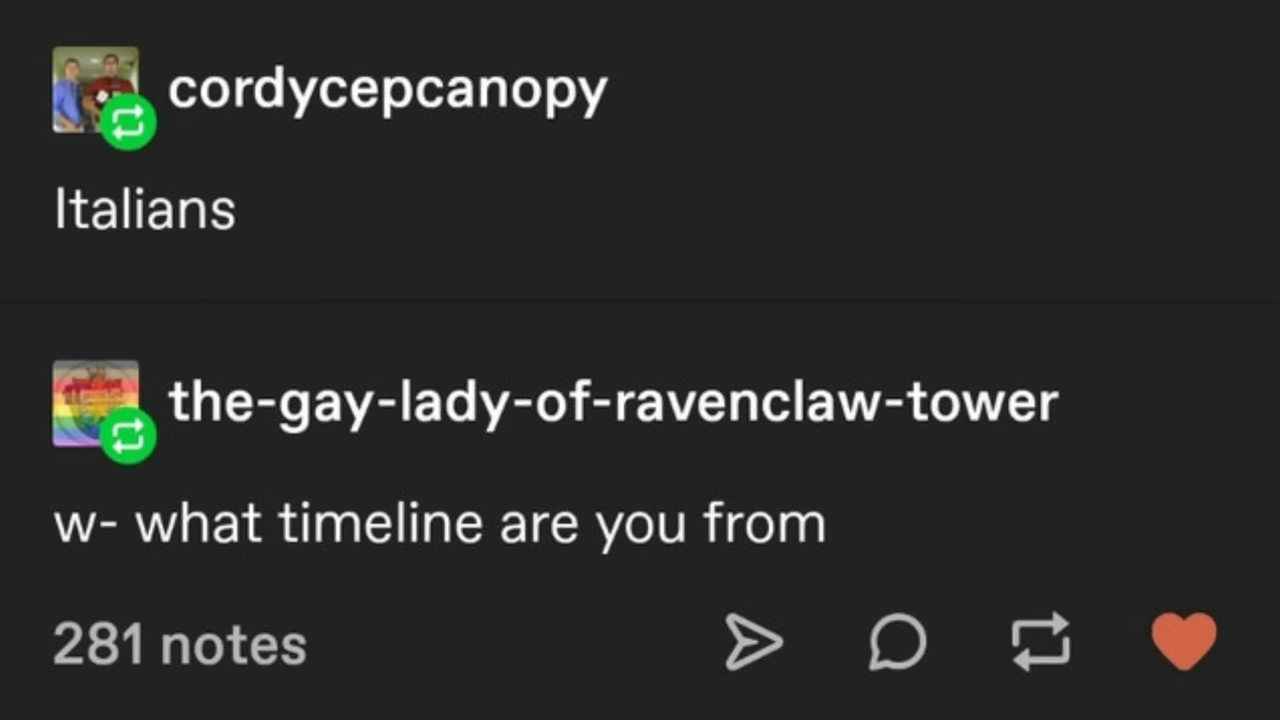 cordycepcanopy
Italians
the-gay-lady-of-ravenclaw-tower
w- what timeline are you from
281 notes